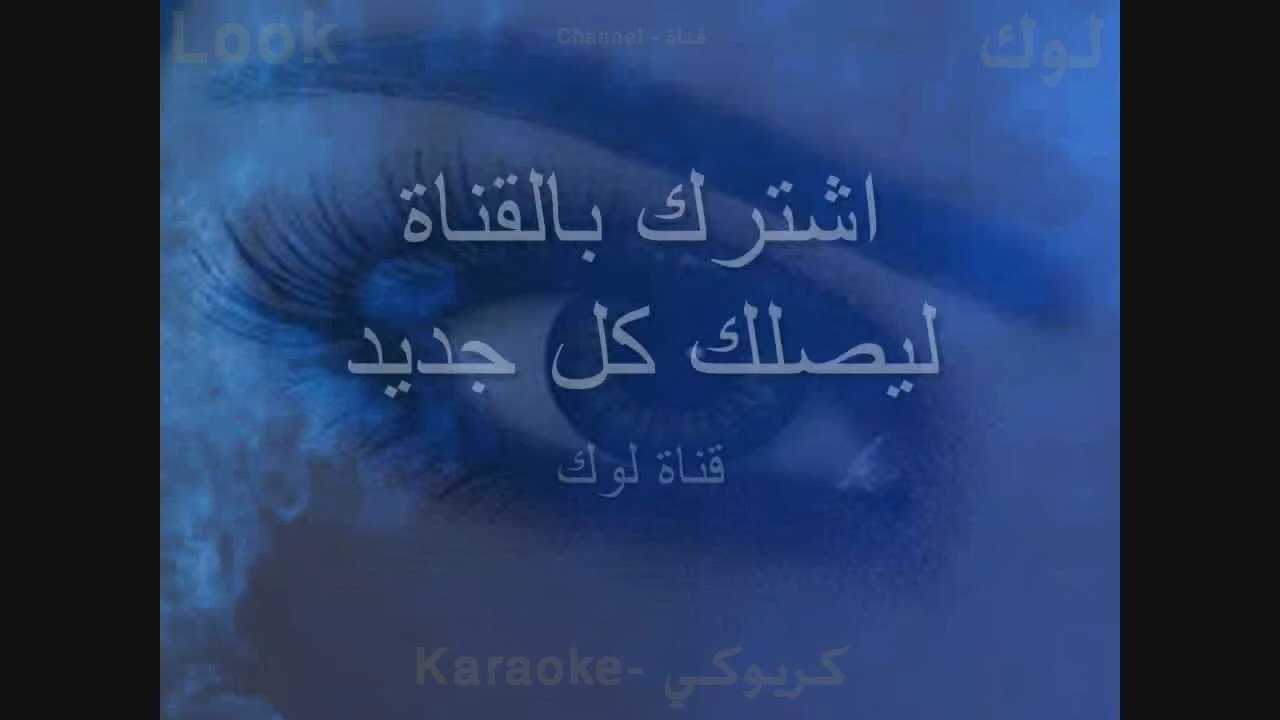 Look
Channel - قناة
لوك
اشترك بالقناة
ليصلك كل جديد
قناة لوك
Karaoke- كريوكي